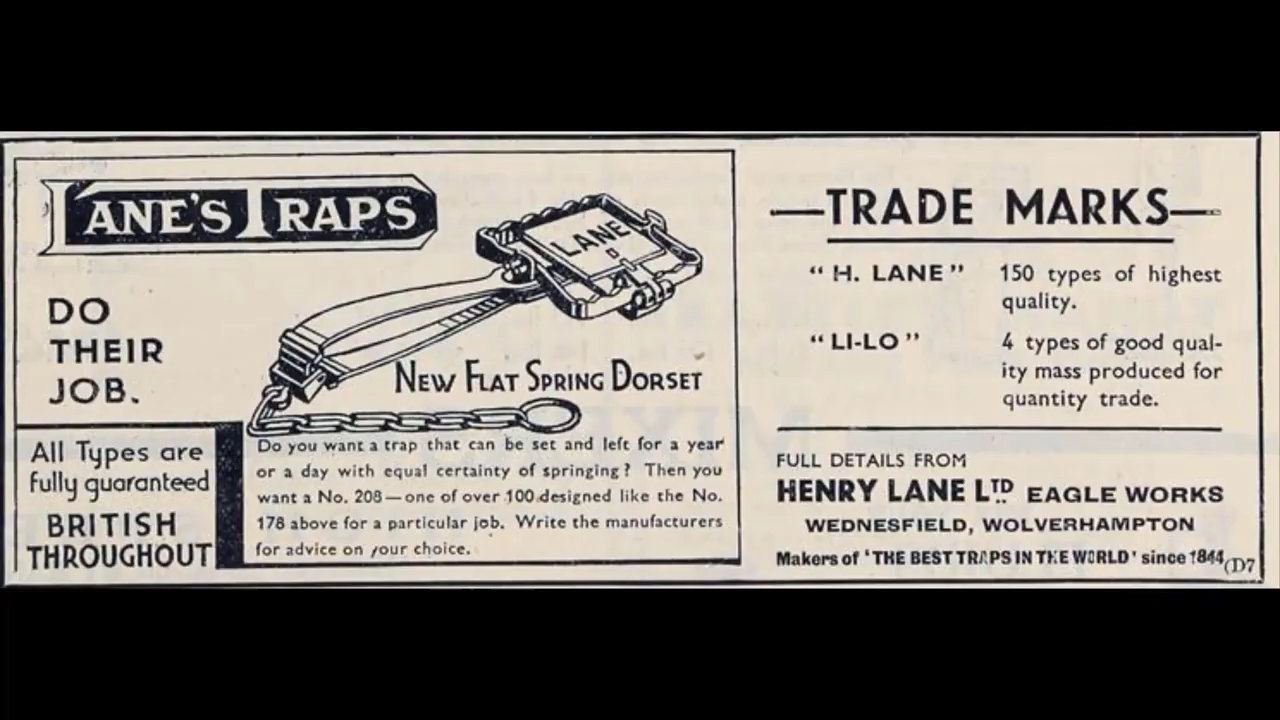 LANE'S TRAPS
DO
THEIR
JOB.
LANE
D
NEW FLAT SPRING DORSET
All Types are
fully guaranteed
BRITISH
THROUGHOUT
Do you want a trap that can be set and left for a year
or a day with equal certainty of springing? Then you
want a No. 208—one of over 100 designed like the No.
178 above for a particular job. Write the manufacturers
for advice on your choice.
TRADE MARKS
“ H. LANE ” 150 types of highest
quality.
“ LI-LO ” 4 types of good qual-
ity mass produced for
quantity trade.
FULL DETAILS FROM
HENRY LANE LTD. EAGLE WORKS
WEDNESFIELD, WOLVERHAMPTON
Makers of ‘THE BEST TRAPS IN THE WORLD’ since 1844
(D7